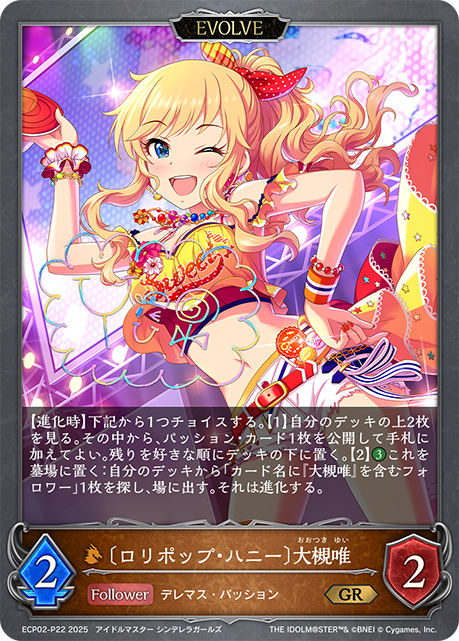 EVOLVE
Sweet
【進化時】下記から1つチョイスする。【1】自分のデッキの上2枚
を見る。その中から、パッション・カード1枚を公開して手札に
加えてよい。残りを好きな順にデッキの下に置く。【2】3これを
墓場に置く:自分のデッキから「カード名に『大槻唯』を含むフォ
ロワー」1枚を探し、場に出す。それは進化する。
おおつき ゆい
〔ロリポップ・ハニー〕大槻唯
2
2
Follower デレマス・パッション GR
ECP02-P22 2025 アイドルマスター シンデレラガールズ THE IDOLM@STER™& ©BNEI © Cygames, Inc.